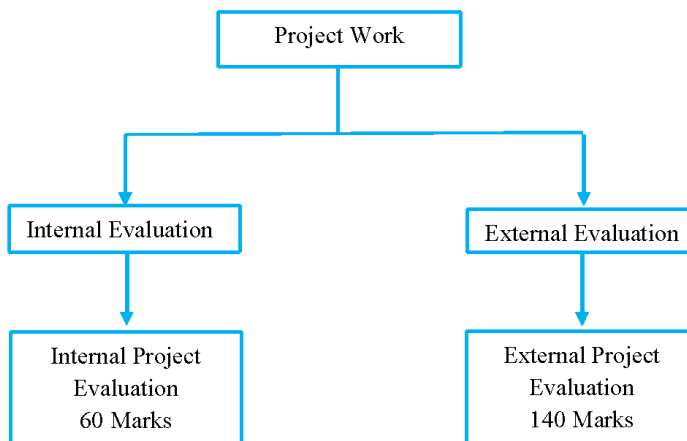 Project Work
Internal Evaluation
External Evaluation
Internal Project
Evaluation
60 Marks
External Project
Evaluation
140 Marks